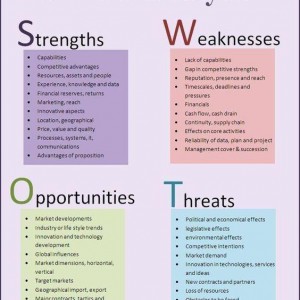 Strengths
Capabilities
Competitive advantages
Resources, assets and people
Experience, knowledge and data
Financial reserves, returns
Marketing, reach
Innovative aspects
Location, geographical
Price, value and quality
Processes, systems, it,
communications
Advantages of proposition
Weaknesses
Lack of capabilities
Gap in competitive strengths
Reputation, presence and reach
Timescales, deadlines and
pressures
Financials
Cash flow, cash drain
Continuity, supply chain
Effects on core activities
Reliability of data, plan and project
Management cover & succession
Opportunities
Market developments
Industry or life style trends
Innovation and technology
development
Global influences
Market dimensions, horizontal,
vertical
Target markets
Geographical import, export
Major contracts, tactics and
Threats
Political and economical effects
legislative effects
environmental effects
Competitive intentions
Market demand
Innovation in technologies, services
and ideas
New contracts and partners
Loss of resources